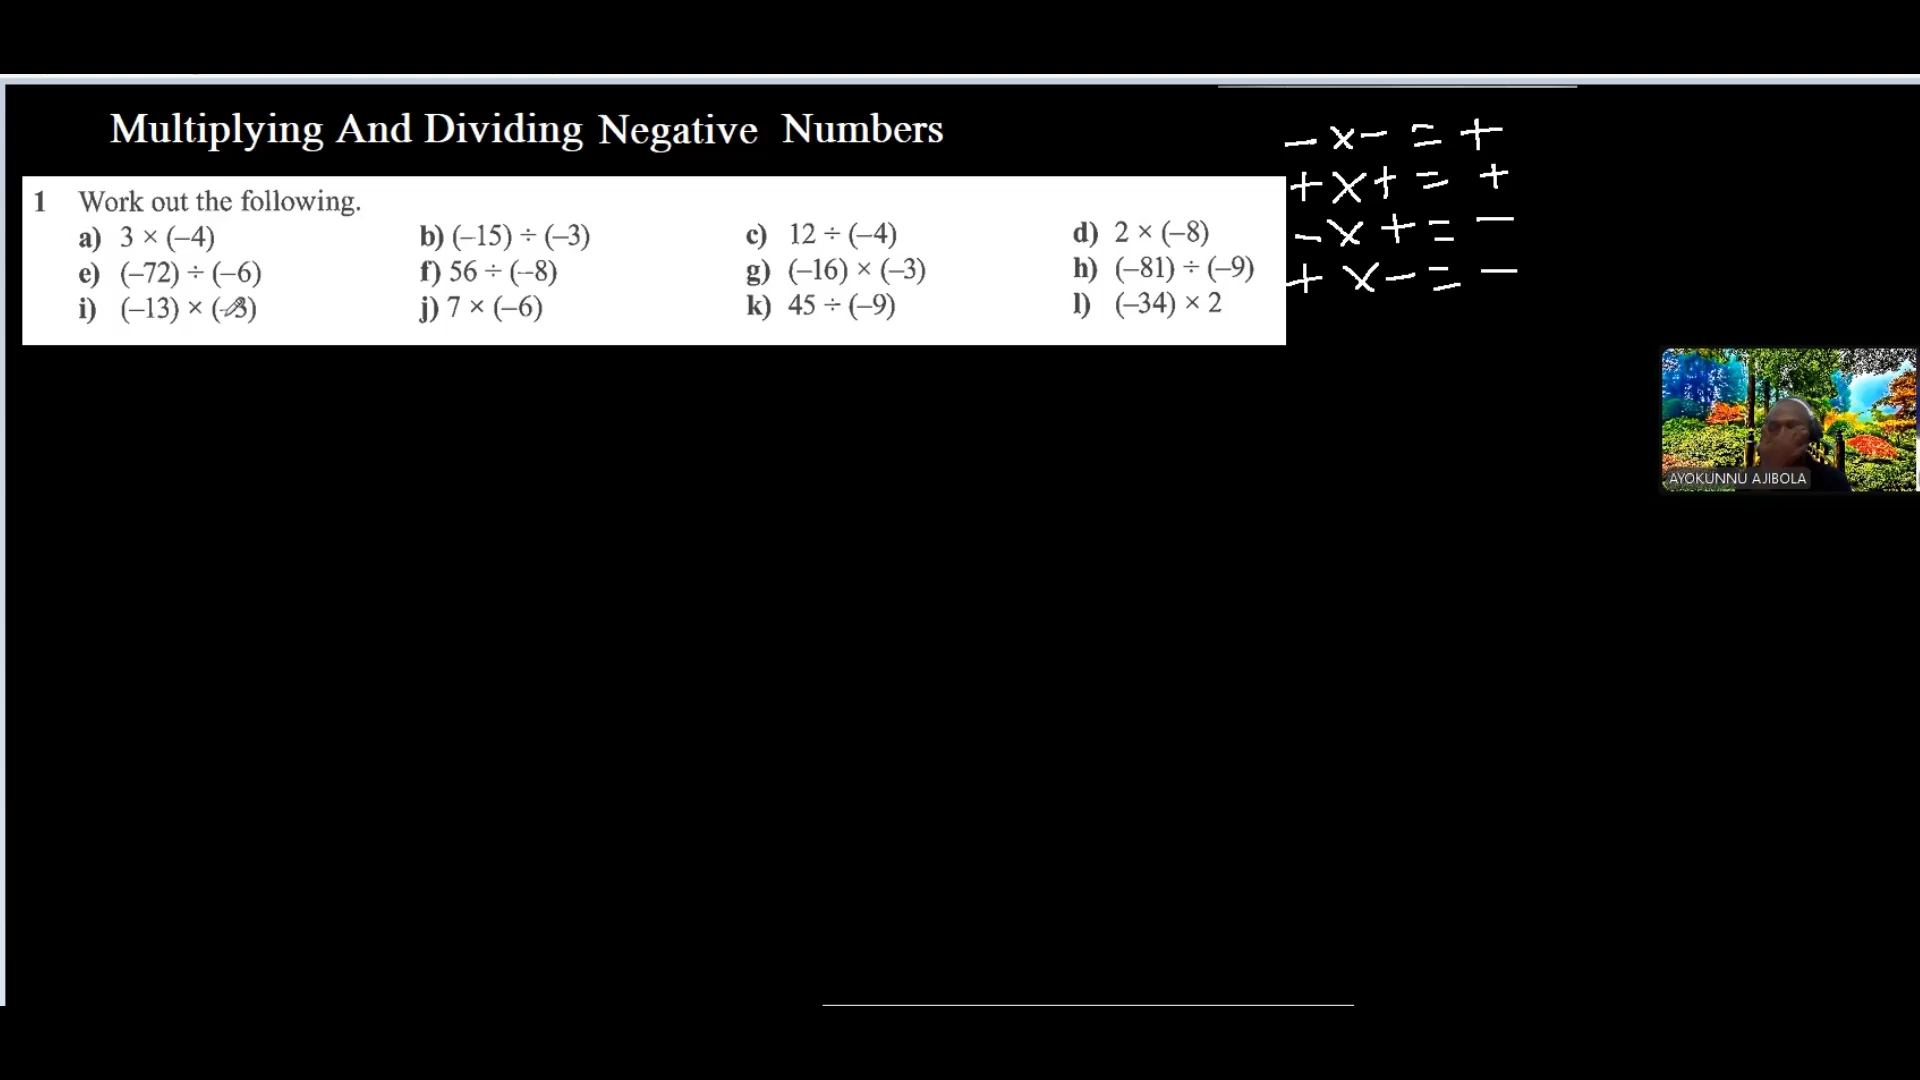 Multiplying And Dividing Negative Numbers
1 Work out the following.
a) 3 × (–4) b) (–15) ÷ (–3) c) 12 ÷ (–4) d) 2 × (–8)
e) (–72) ÷ (–6) f) 56 ÷ (–8) g) (–16) × (–3) h) (–81) ÷ (–9)
i) (–13) × (–3) j) 7 × (–6) k) 45 ÷ (–9) l) (–34) × 2
– × – = +
+ × + = +
– × + = –
+ × – = –
AYOKUNNU AJIBOLA